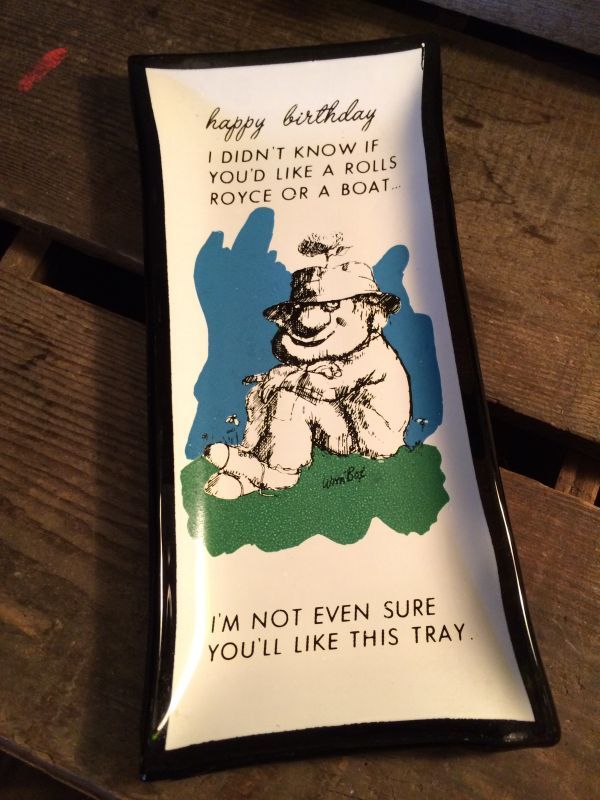 happy birthday
I DIDN'T KNOW IF
YOU'D LIKE A ROLLS
ROYCE OR A BOAT...
I'M NOT EVEN SURE
YOU'LL LIKE THIS TRAY.